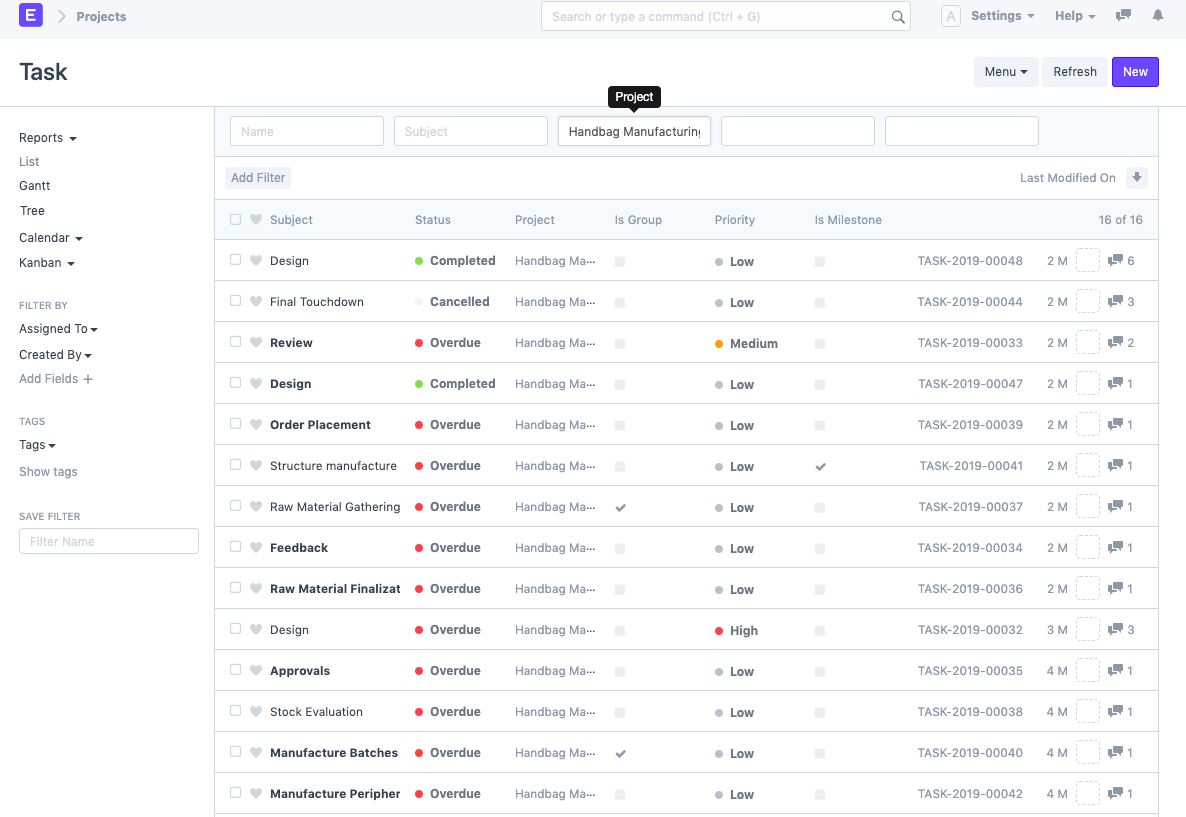 E Projects Search or type a command (Ctrl + G) A Settings Help
Task Menu Refresh New
Project
Name Subject Handbag Manufacturing
Add Filter Last Modified On
Reports
List
Gantt
Tree
Calendar
Kanban
FILTER BY
Assigned To
Created By
Add Fields +
TAGS
Tags
Show tags
SAVE FILTER
Filter Name
Subject Status Project Is Group Priority Is Milestone 16 of 16
Design Completed Handbag Ma... Low TASK-2019-00048 2 M 6
Final Touchdown Cancelled Handbag Ma... Low TASK-2019-00044 2 M 3
Review Overdue Handbag Ma... Medium TASK-2019-00033 2 M 2
Design Completed Handbag Ma... Low TASK-2019-00047 2 M 1
Order Placement Overdue Handbag Ma... Low TASK-2019-00039 2 M 1
Structure manufacture Overdue Handbag Ma... Low TASK-2019-00041 2 M 1
Raw Material Gathering Overdue Handbag Ma... Low TASK-2019-00037 2 M 1
Feedback Overdue Handbag Ma... Low TASK-2019-00034 2 M 1
Raw Material Finalizat Overdue Handbag Ma... Low TASK-2019-00036 2 M 1
Design Overdue Handbag Ma... High TASK-2019-00032 3 M 3
Approvals Overdue Handbag Ma... Low TASK-2019-00035 4 M 1
Stock Evaluation Overdue Handbag Ma... Low TASK-2019-00038 4 M 1
Manufacture Batches Overdue Handbag Ma... Low TASK-2019-00040 4 M 1
Manufacture Peripher Overdue Handbag Ma... Low TASK-2019-00042 4 M 1